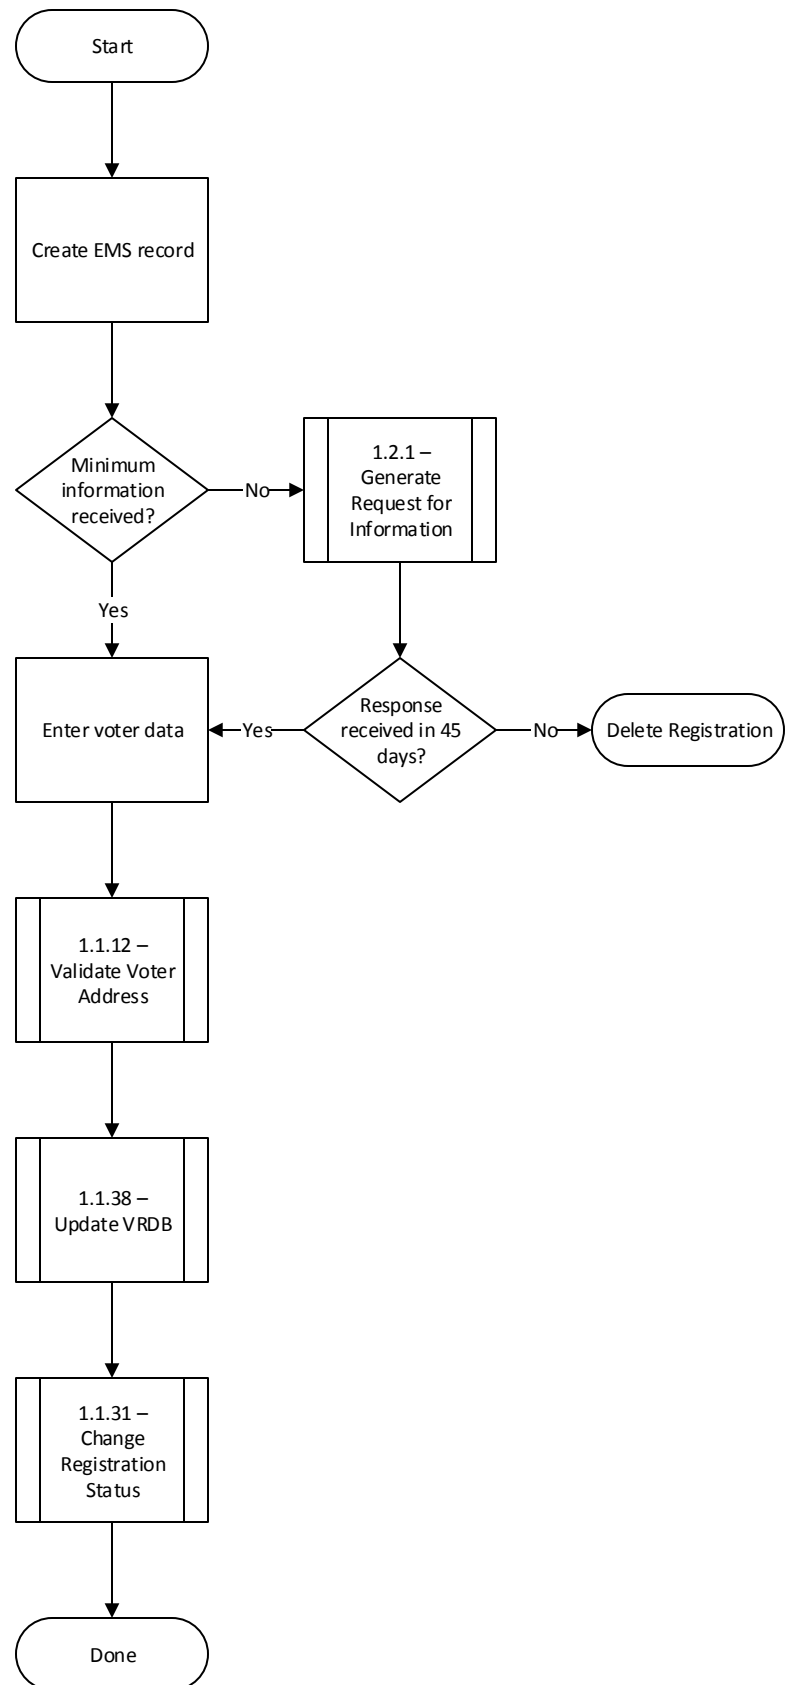 Start
Create EMS record
Minimum
information
received?
No
1.2.1 –
Generate
Request for
Information
Yes
Enter voter data
Yes
Response
received in 45
days?
No
Delete Registration
1.1.12 –
Validate Voter
Address
1.1.38 –
Update VRDB
1.1.31 –
Change
Registration
Status
Done